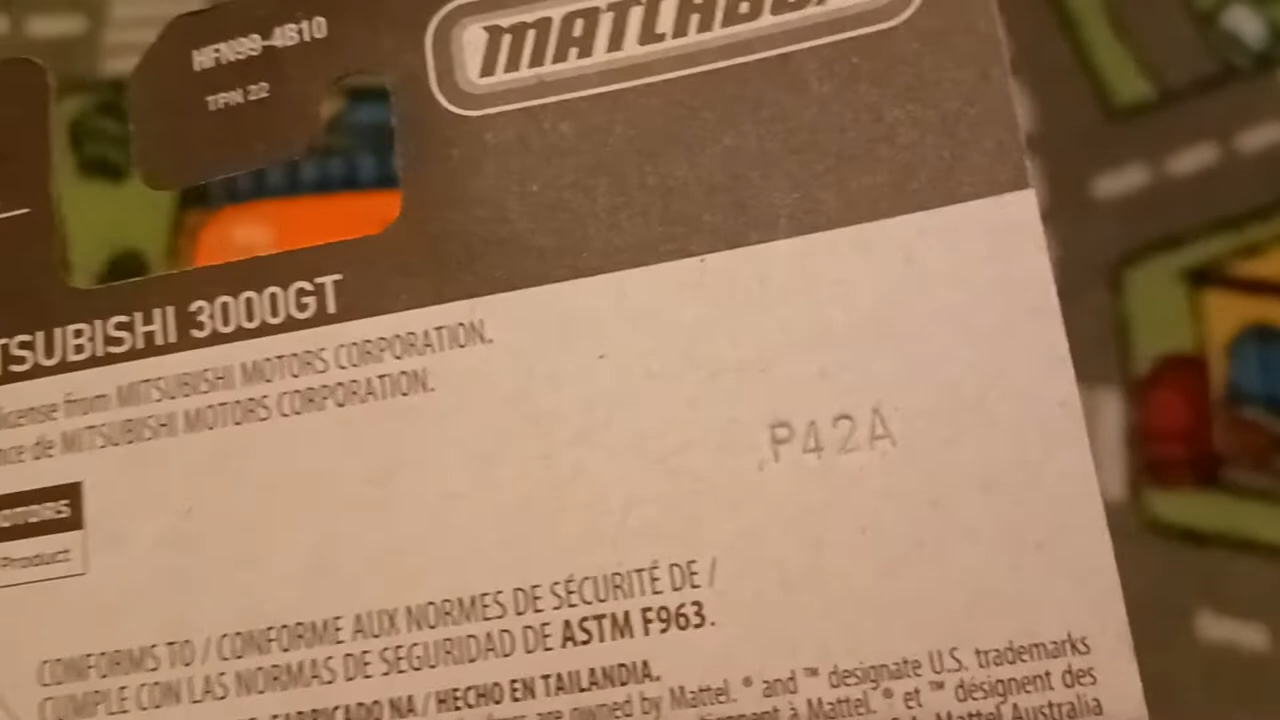 HFN99-4B10
TPN 22
MATCHBOX
TSUBISHI 3000GT
license from MITSUBISHI MOTORS CORPORATION.
nce de MITSUBISHI MOTORS CORPORATION.
P42A
OTORS
Product
CONFORMS TO / CONFORME AUX NORMES DE SÉCURITÉ DE /
CUMPLE CON LAS NORMAS DE SEGURIDAD DE ASTM F963.
FABRICADO NA / HECHO EN TAILANDIA.
are owned by Mattel. ® and ™ designate U.S. trademarks
à Mattel. ® et ™ désignent des
Mattel Australia